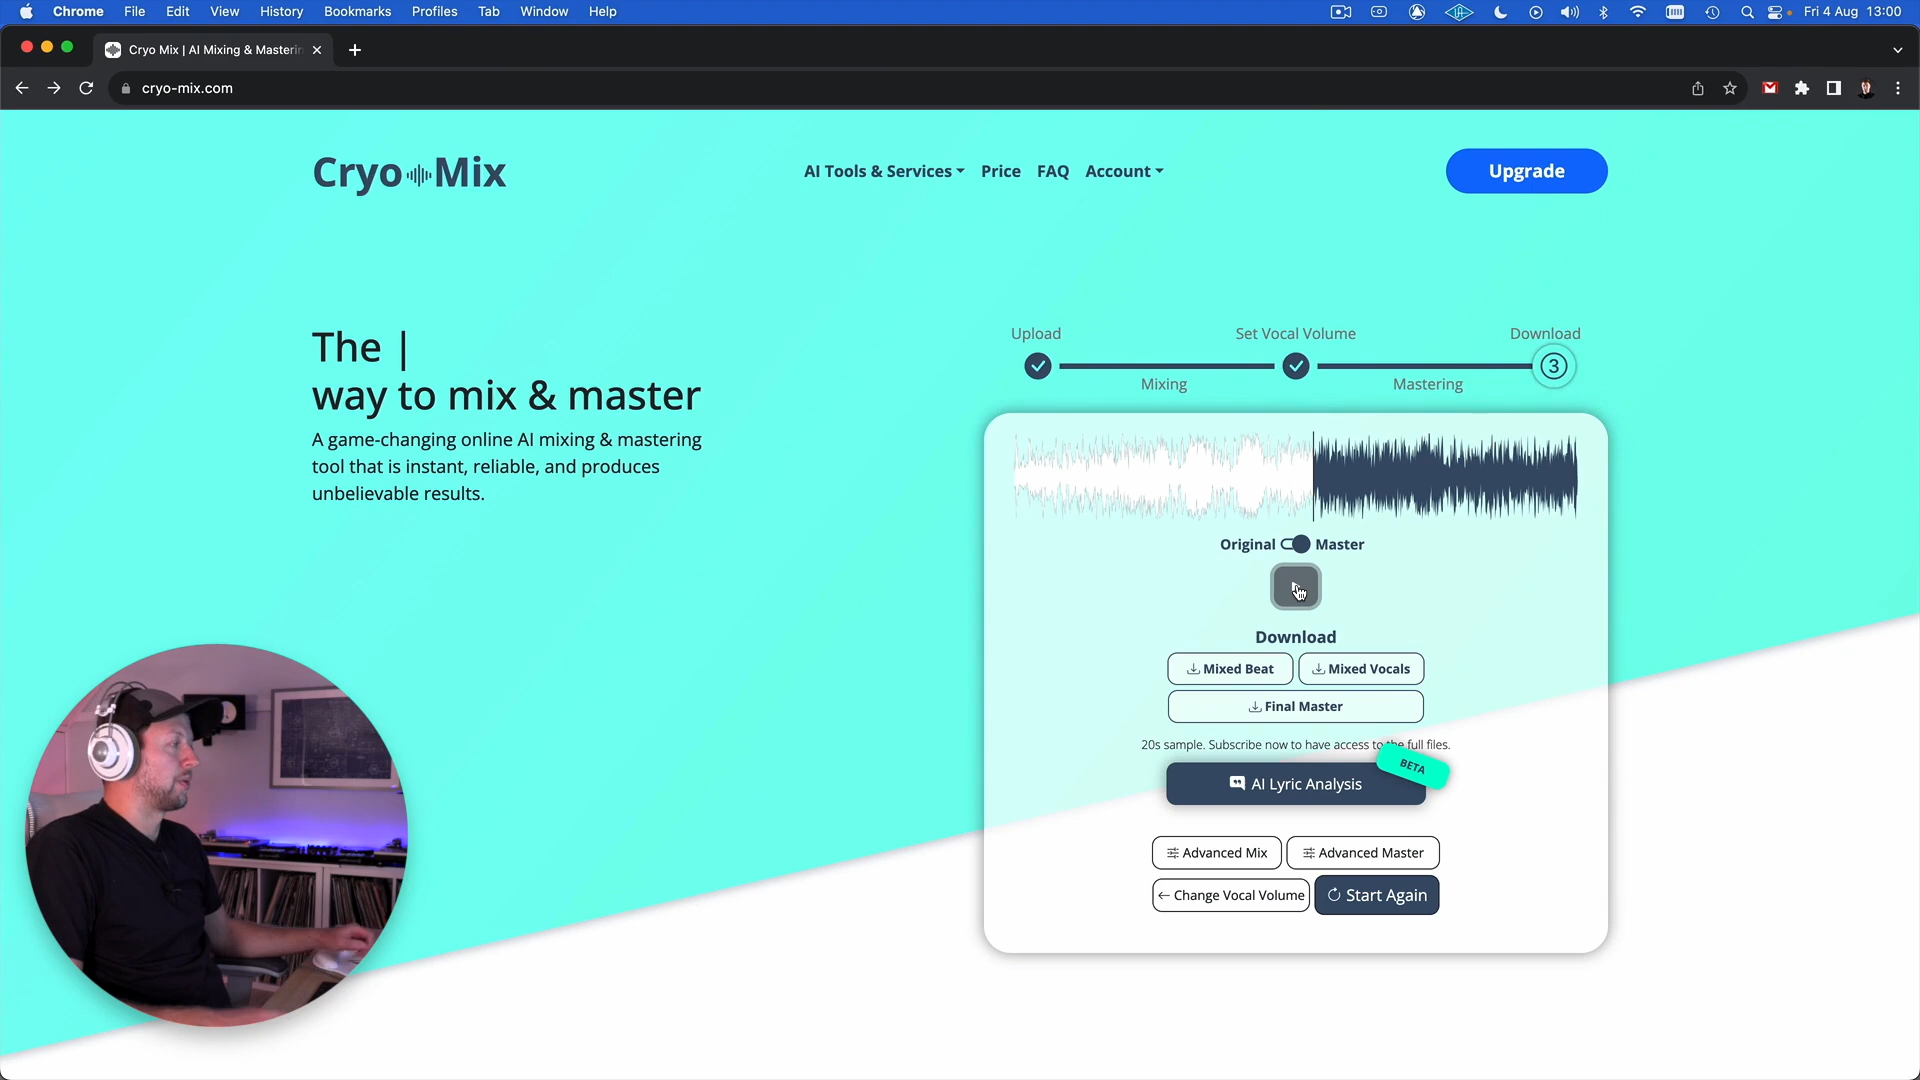 Chrome File Edit View History Bookmarks Profiles Tab Window Help
Fri 4 Aug 13:00
Cryo Mix | AI Mixing & Masterin
cryo-mix.com
Cryo Mix
AI Tools & Services Price FAQ Account
Upgrade
The |
way to mix & master
A game-changing online AI mixing & mastering
tool that is instant, reliable, and produces
unbelievable results.
Upload Set Vocal Volume Download
3
Mixing Mastering
Original Master
Download
Mixed Beat Mixed Vocals
Final Master
20s sample. Subscribe now to have access to the full files.
BETA
AI Lyric Analysis
Advanced Mix Advanced Master
Change Vocal Volume Start Again